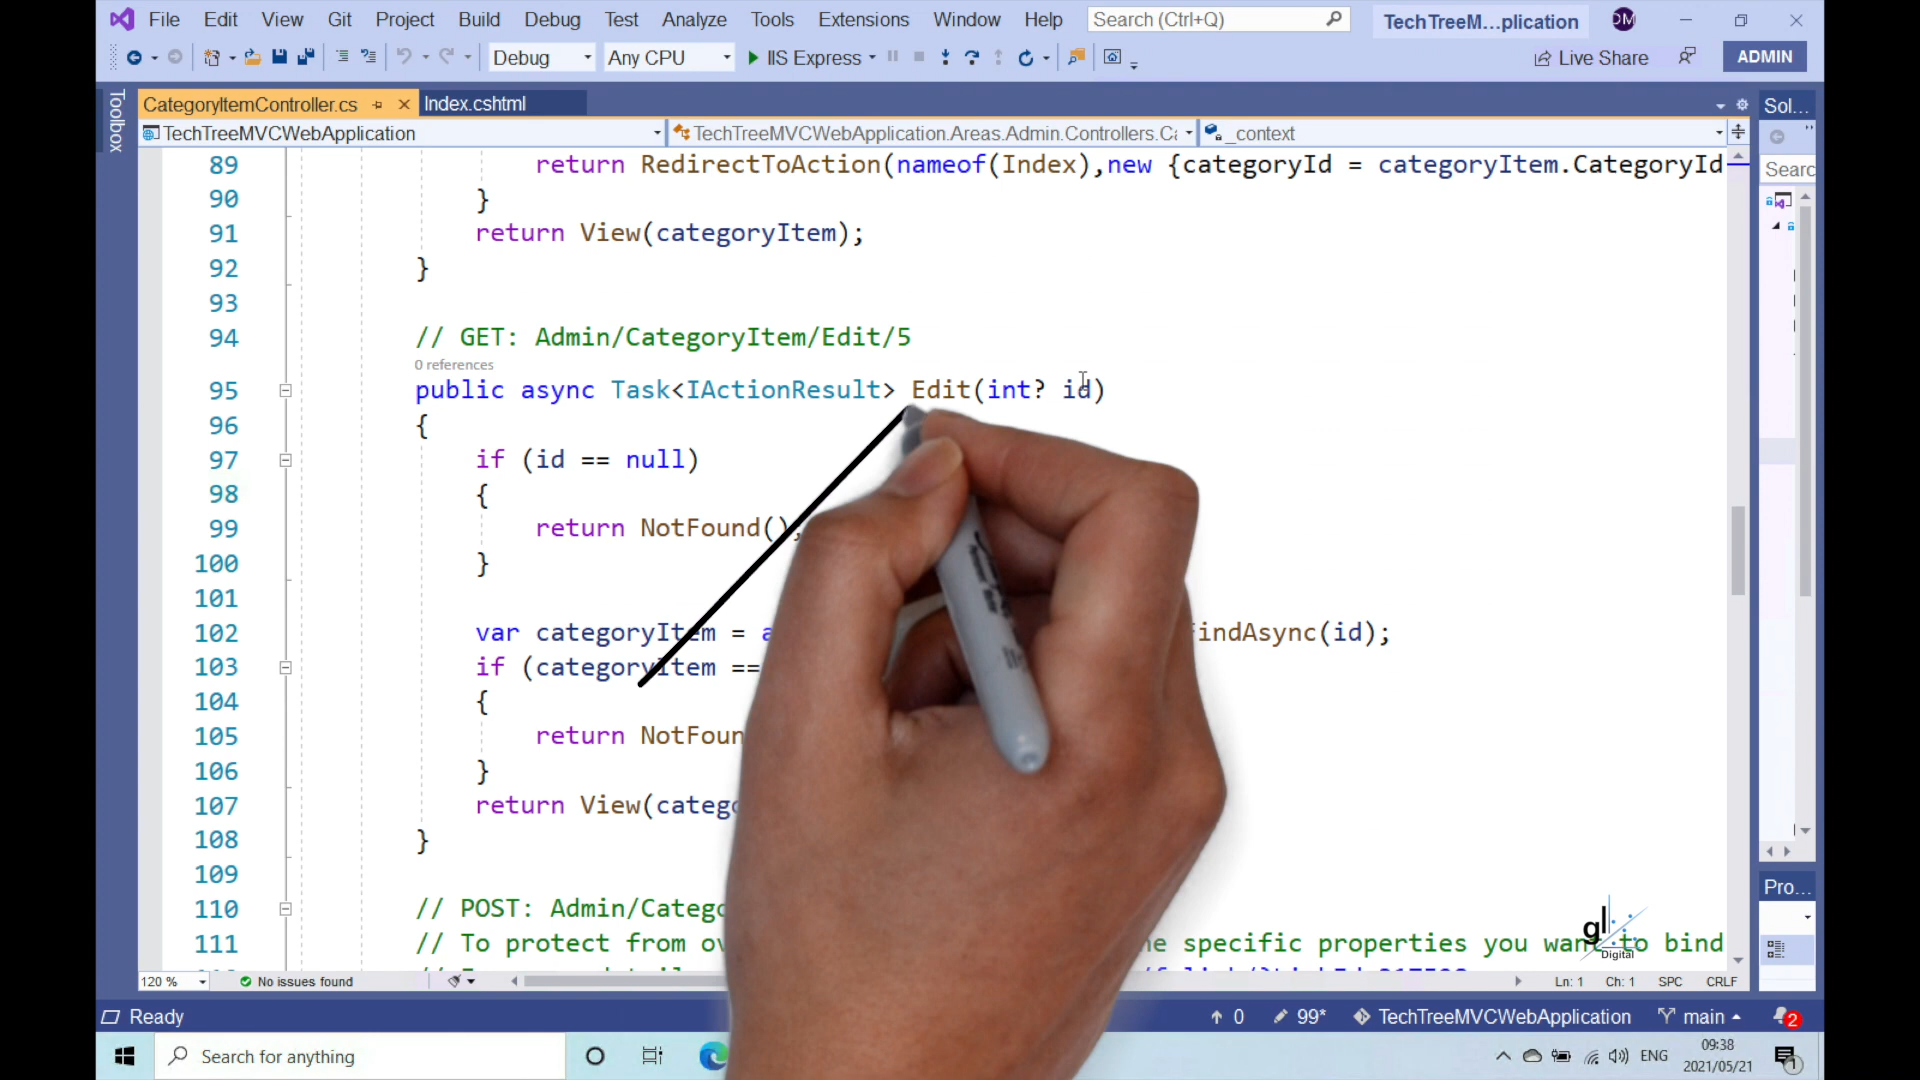 File Edit View Git Project Build Debug Test Analyze Tools Extensions Window Help Search (Ctrl+Q) TechTreeM...plication DM
Debug Any CPU IIS Express Live Share ADMIN
Toolbox
CategoryItemController.cs Index.cshtml
Sol...
TechTreeMVCWebApplication TechTreeMVCWebApplication.Areas.Admin.Controllers.Ca _context
Searc
89 return RedirectToAction(nameof(Index),new {categoryId = categoryItem.CategoryId
90 }
91 return View(categoryItem);
92 }
93
94 // GET: Admin/CategoryItem/Edit/5
0 references
95 public async Task<IActionResult> Edit(int? id)
96 {
97 if (id == null)
98 {
99 return NotFound();
100 }
101
102 var categoryItem = a indAsync(id);
103 if (categoryItem ==
104 {
105 return NotFoun
106 }
107 return View(categ
108 }
109
110 // POST: Admin/Categ
111 // To protect from ov e specific properties you want to bind
Pro...
gl
Digital
120 % No issues found Ln: 1 Ch: 1 SPC CRLF
Ready 0 99* TechTreeMVCWebApplication main 2
Search for anything ENG 09:38
2021/05/21 1